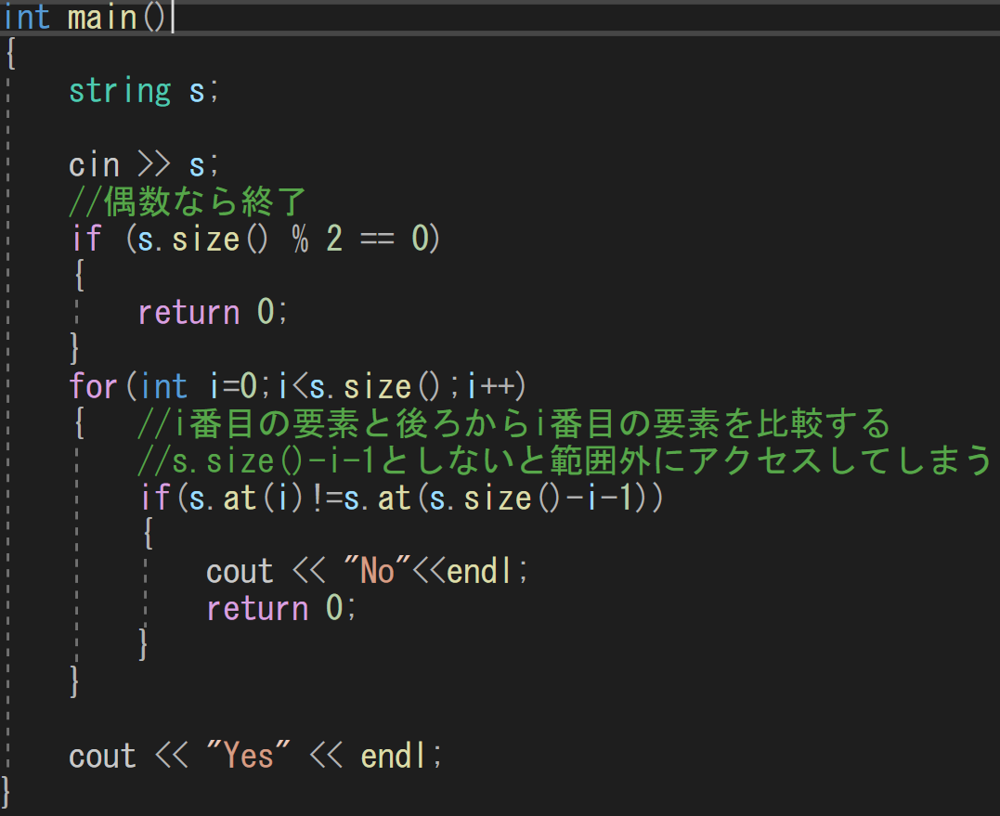 int main()
{
    string s;
    cin >> s;
    //偶数なら終了
    if (s.size() % 2 == 0)
    {
        return 0;
    }
    for(int i=0;i<s.size();i++)
    {   //i番目の要素と後ろからi番目の要素を比較する
        //s.size()-i-1としないと範囲外にアクセスしてしまう
        if(s.at(i)!=s.at(s.size()-i-1))
        {
            cout << "No"<<endl;
            return 0;
        }
    }
    cout << "Yes" << endl;
}